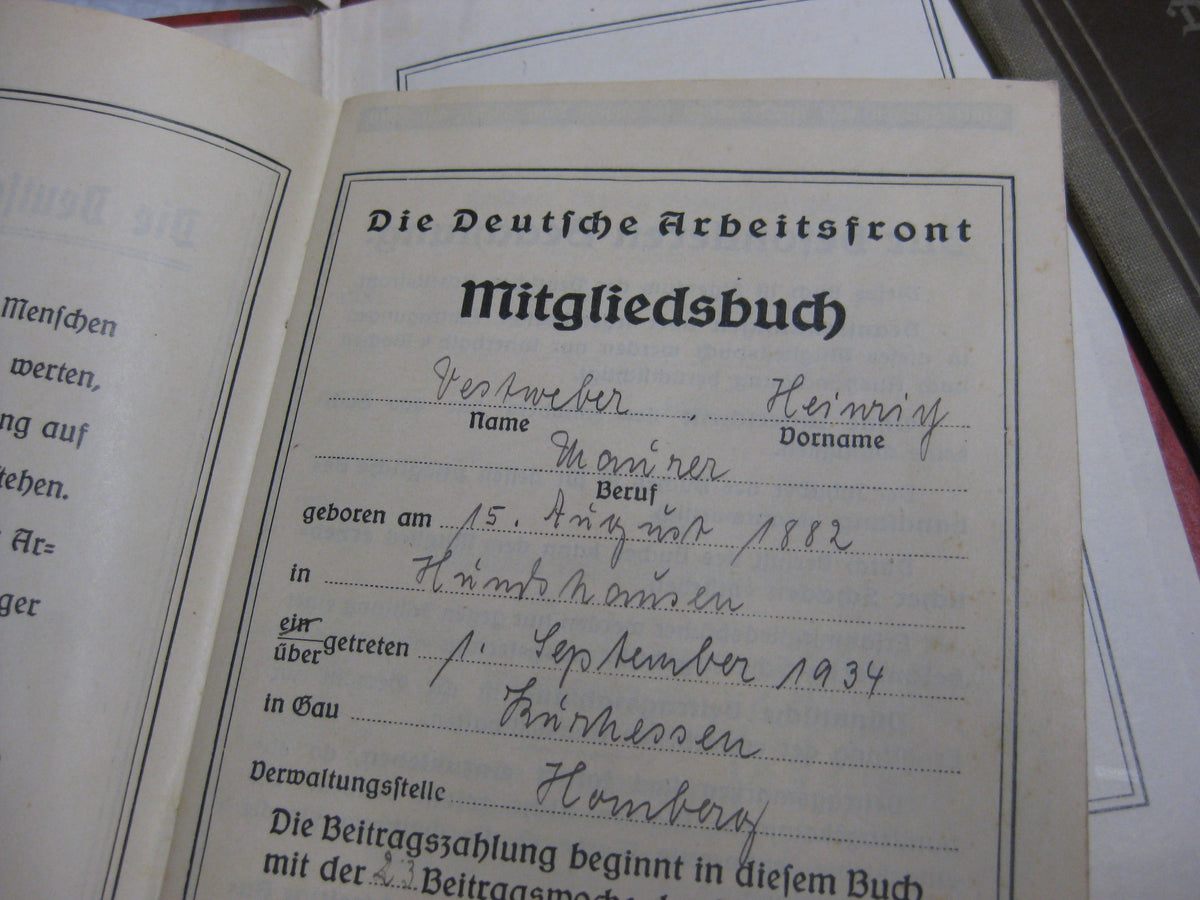 Menschen
werten,
ng auf
tehen.
Ar=
ger
Die Deutsche Arbeitsfront
Mitgliedsbuch
Vestweber, Heinrich
Name Vorname
Maurer
Beruf
geboren am 15. August 1882
in Hundshausen
ein
über getreten 1. September 1934
in Gau Kurhessen
Verwaltungsstelle Homberg
Die Beitragszahlung beginnt in diesem Buch
mit der 23 Beitragswoche